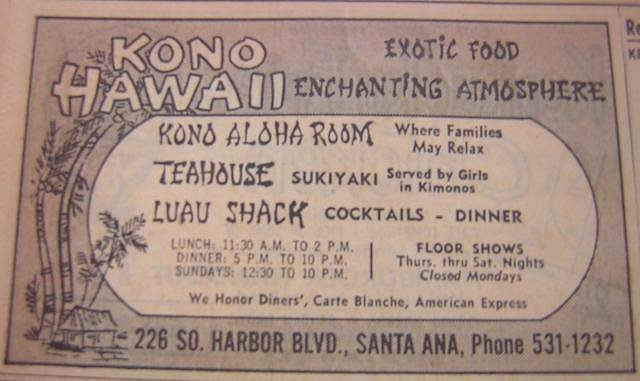 KONO
HAWAII
EXOTIC FOOD
ENCHANTING ATMOSPHERE
KONO ALOHA ROOM Where Families May Relax
TEAHOUSE SUKIYAKI Served by Girls in Kimonos
LUAU SHACK COCKTAILS - DINNER
LUNCH: 11:30 A.M. TO 2 P.M.
DINNER: 5 P.M. TO 10 P.M.
SUNDAYS: 12:30 TO 10 P.M.
FLOOR SHOWS
Thurs. thru Sat. Nights
Closed Mondays
We Honor Diners', Carte Blanche, American Express
226 SO. HARBOR BLVD., SANTA ANA, Phone 531-1232